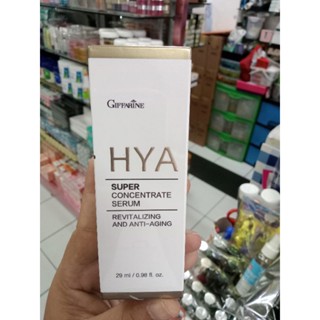 GIFFARINE
HYA
SUPER
CONCENTRATE
SERUM
REVITALIZING
AND ANTI-AGING
29 ml / 0.98 fl. oz.